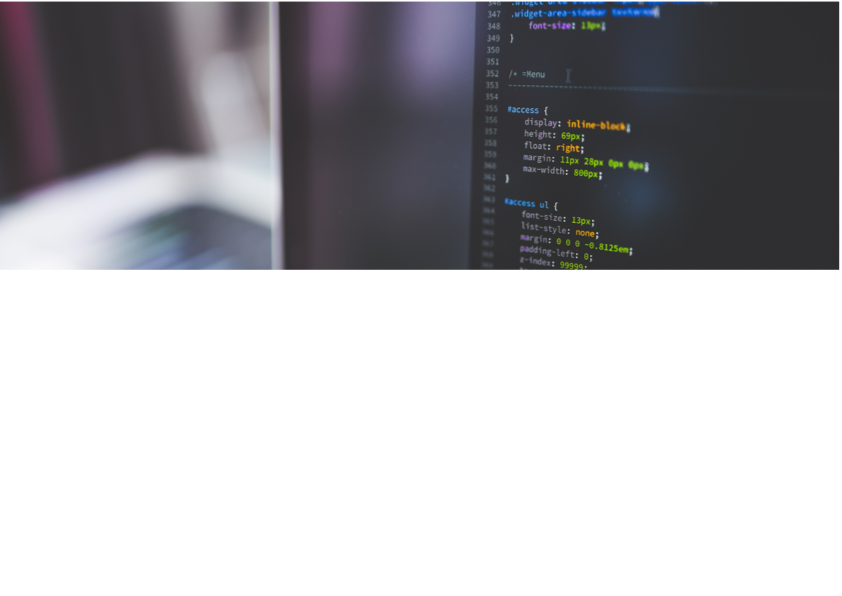 347 .widget-area-sidebar textarea{
348 font-size: 13px;
349 }
350
351
352 /* =Menu
353 ----------------------------
354
355 #access {
356 display: inline-block;
357 height: 69px;
358 float: right;
359 margin: 11px 28px 0px 0px;
360 max-width: 800px;
361 }
362
363 #access ul {
364 font-size: 13px;
365 list-style: none;
366 margin: 0 0 0 -0.8125em;
367 padding-left: 0;
368 z-index: 99999;